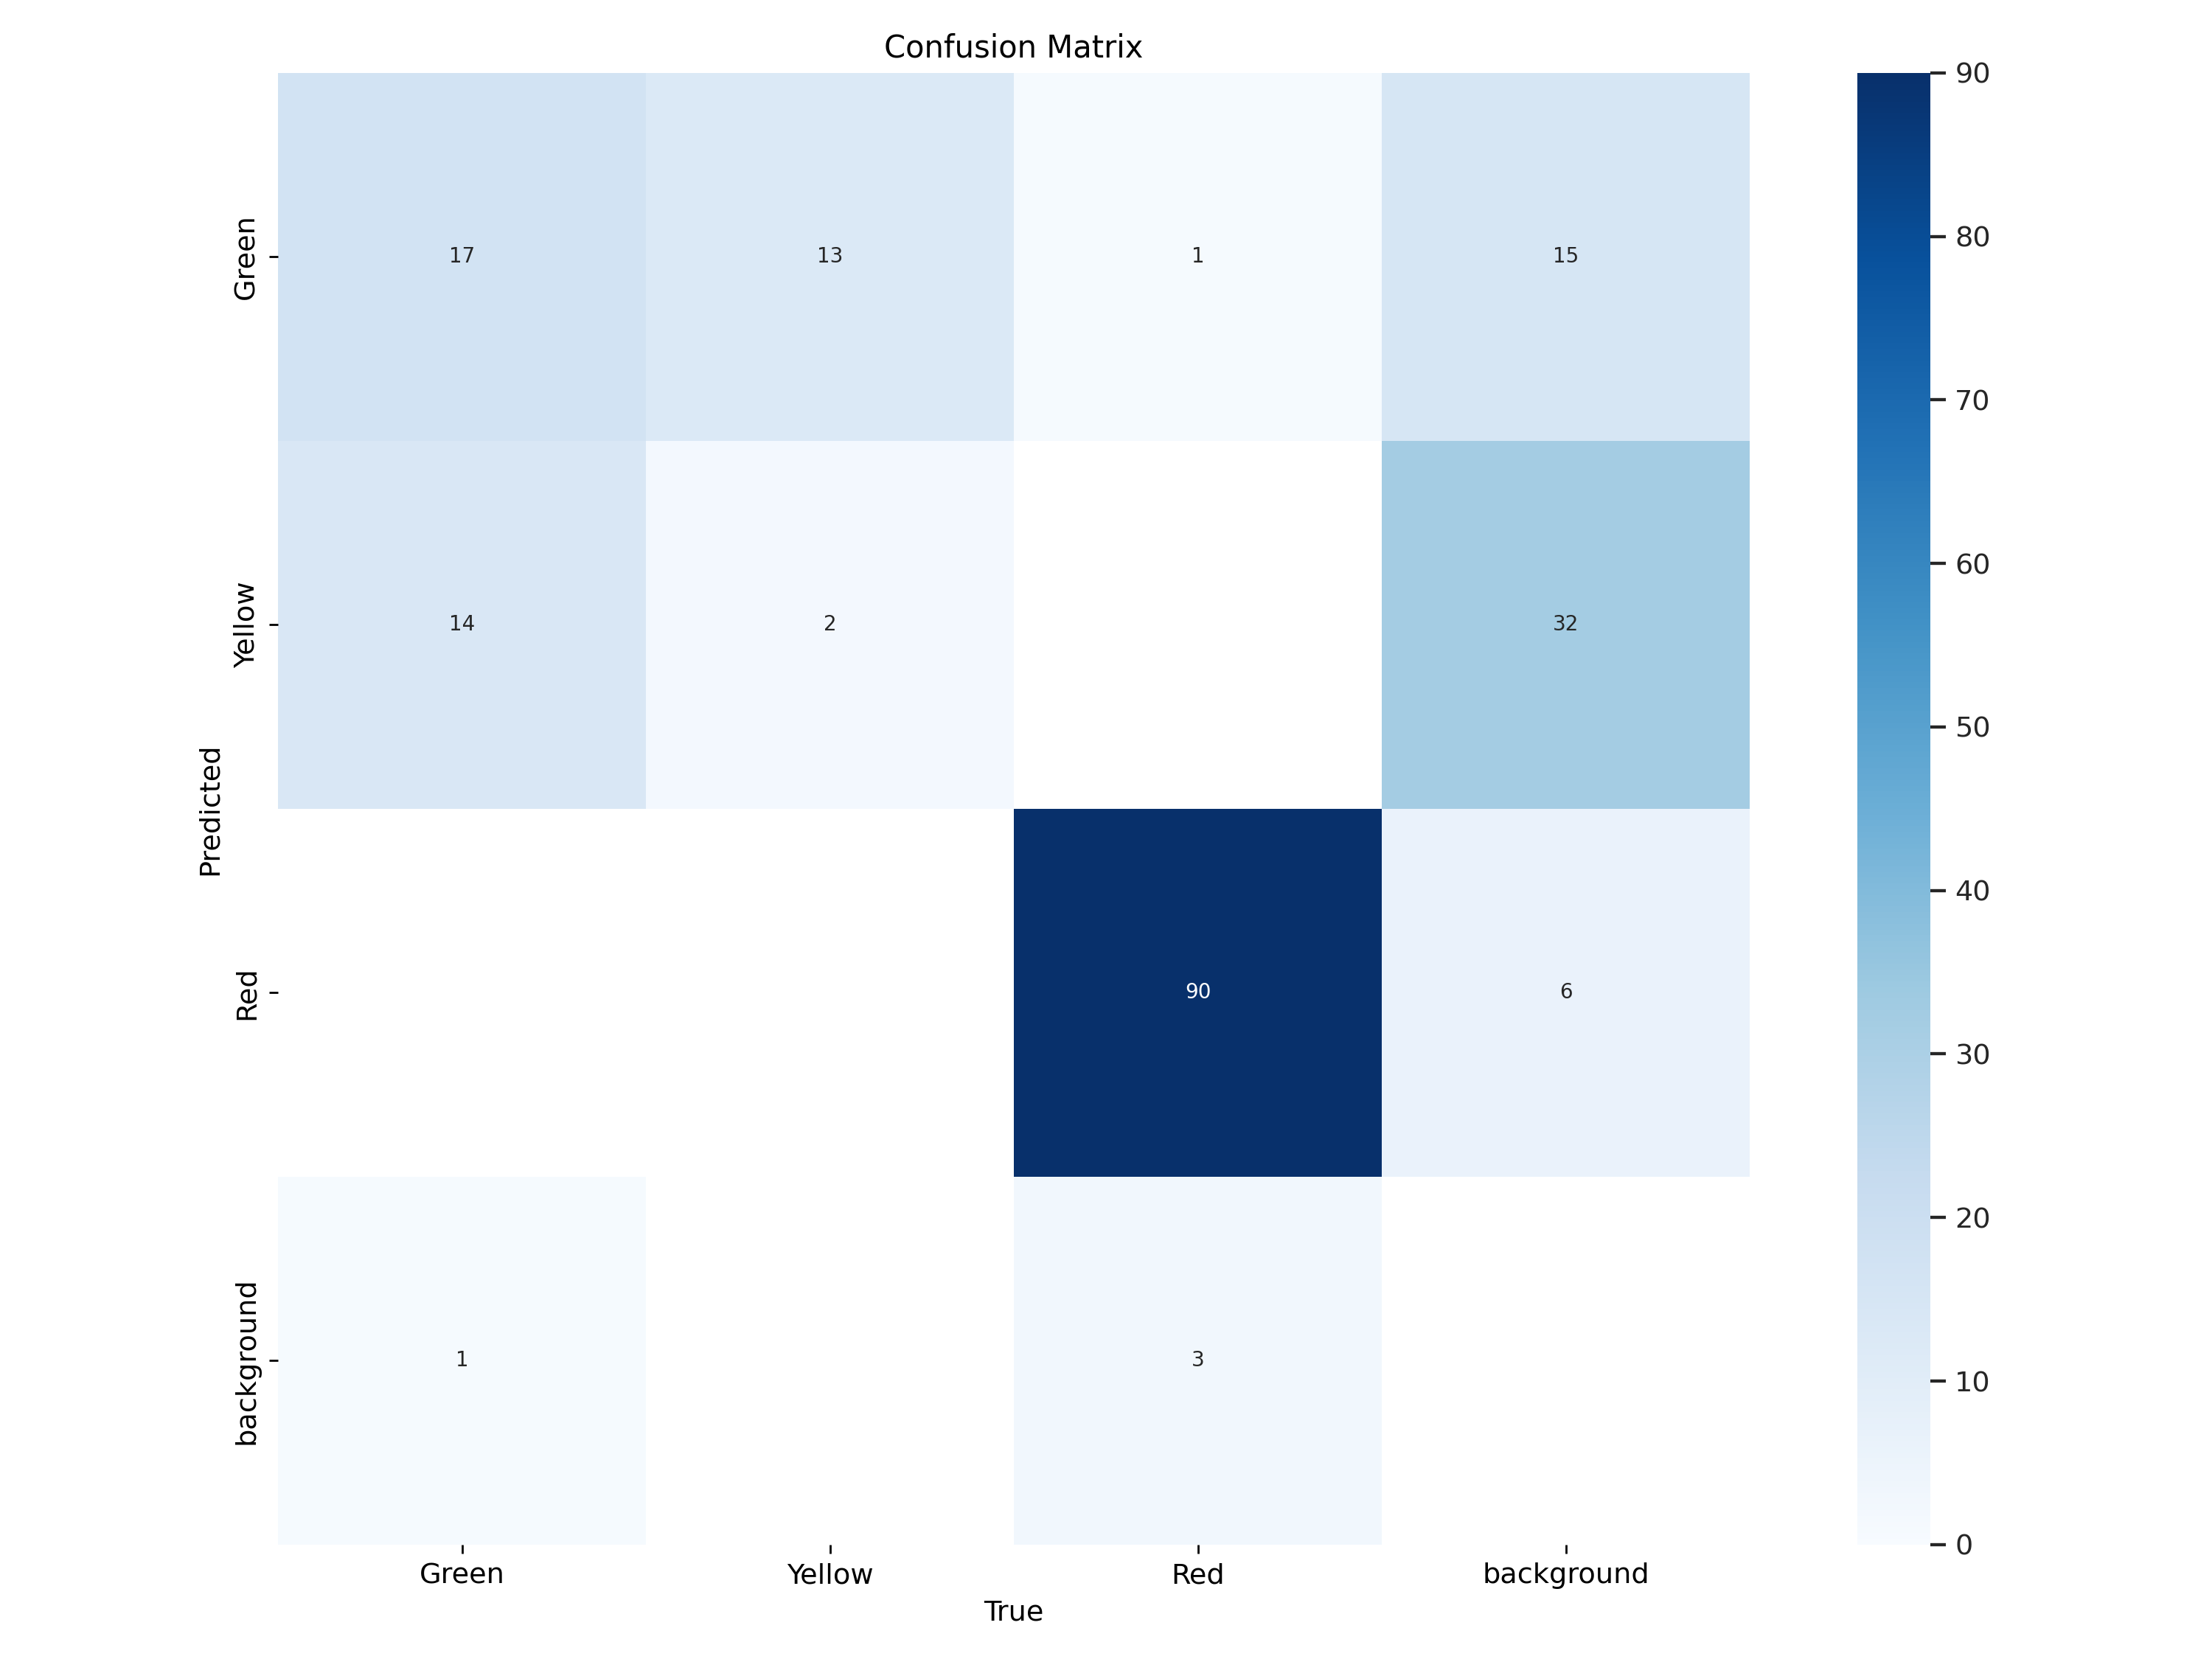 Confusion Matrix
Green
17 13 1 15
Yellow
14 2 32
Predicted
Red
90 6
background
1 3
Green Yellow Red background
True
90
80
70
60
50
40
30
20
10
0